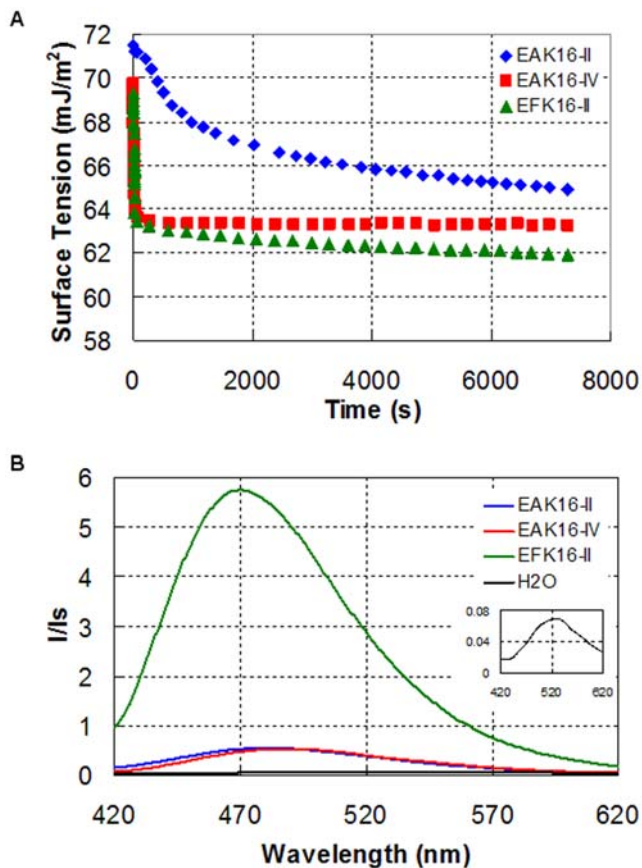 A
Surface Tension (mJ/m²)
72
70
68
66
64
62
60
58
EAK16-II
EAK16-IV
EFK16-II
0
2000
4000
6000
8000
Time (s)
B
I/Is
6
5
4
3
2
1
0
EAK16-II
EAK16-IV
EFK16-II
H2O
0.08
0.04
0
420
520
620
420
470
520
570
620
Wavelength (nm)